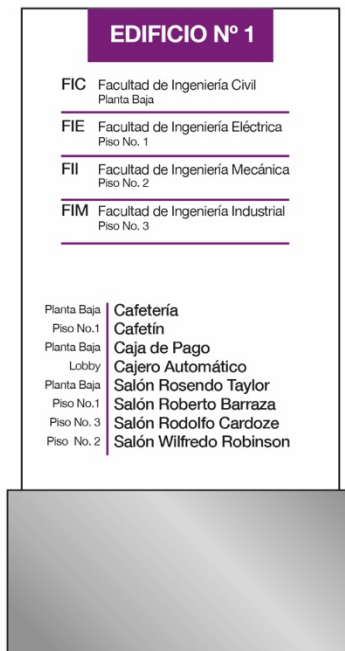 EDIFICIO Nº 1
FIC Facultad de Ingeniería Civil
Planta Baja
FIE Facultad de Ingeniería Eléctrica
Piso No. 1
FII Facultad de Ingeniería Mecánica
Piso No. 2
FIM Facultad de Ingeniería Industrial
Piso No. 3
Planta Baja Cafetería
Piso No.1 Cafetín
Planta Baja Caja de Pago
Lobby Cajero Automático
Planta Baja Salón Rosendo Taylor
Piso No.1 Salón Roberto Barraza
Piso No. 3 Salón Rodolfo Cardoze
Piso No. 2 Salón Wilfredo Robinson